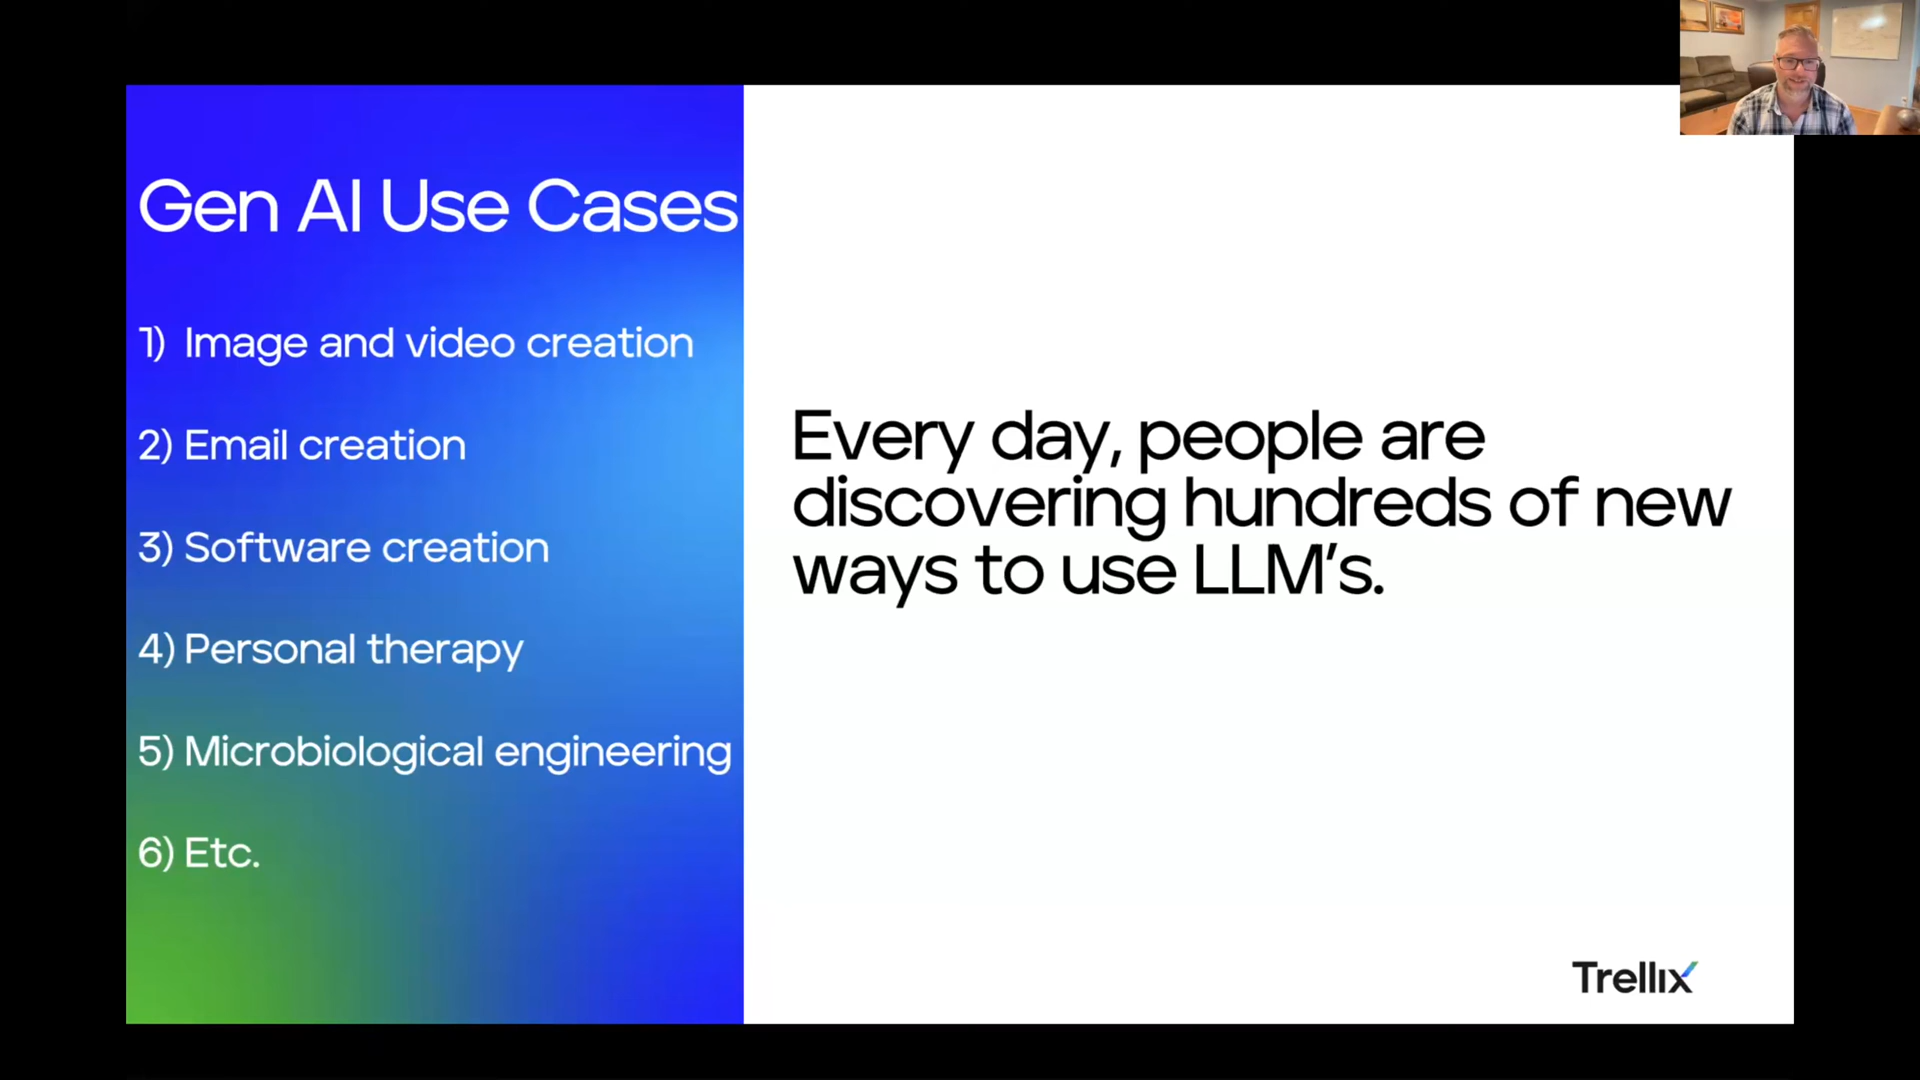 Gen AI Use Cases
1) Image and video creation
2) Email creation
3) Software creation
4) Personal therapy
5) Microbiological engineering
6) Etc.
Every day, people are
discovering hundreds of new
ways to use LLM’s.
Trellix